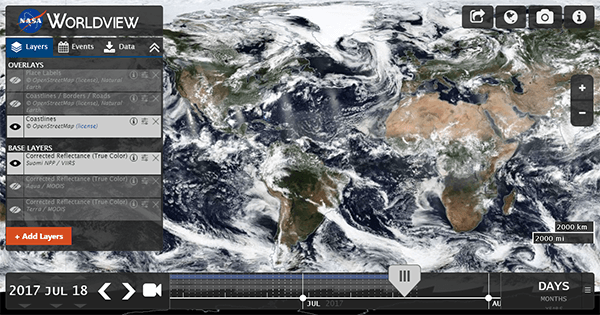 NASA WORLDVIEW
Layers Events Data
OVERLAYS
Place Labels
© OpenStreetMap (license), Natural
Earth
Coastlines / Borders / Roads
© OpenStreetMap (license), Natural
Earth
Coastlines
© OpenStreetMap (license)
BASE LAYERS
Corrected Reflectance (True Color)
Suomi NPP / VIIRS
Corrected Reflectance (True Color)
Aqua / MODIS
Corrected Reflectance (True Color)
Terra / MODIS
+ Add Layers
2000 km
2000 mi
2017 JUL 18
JUL 2017
AU
DAYS
MONTHS